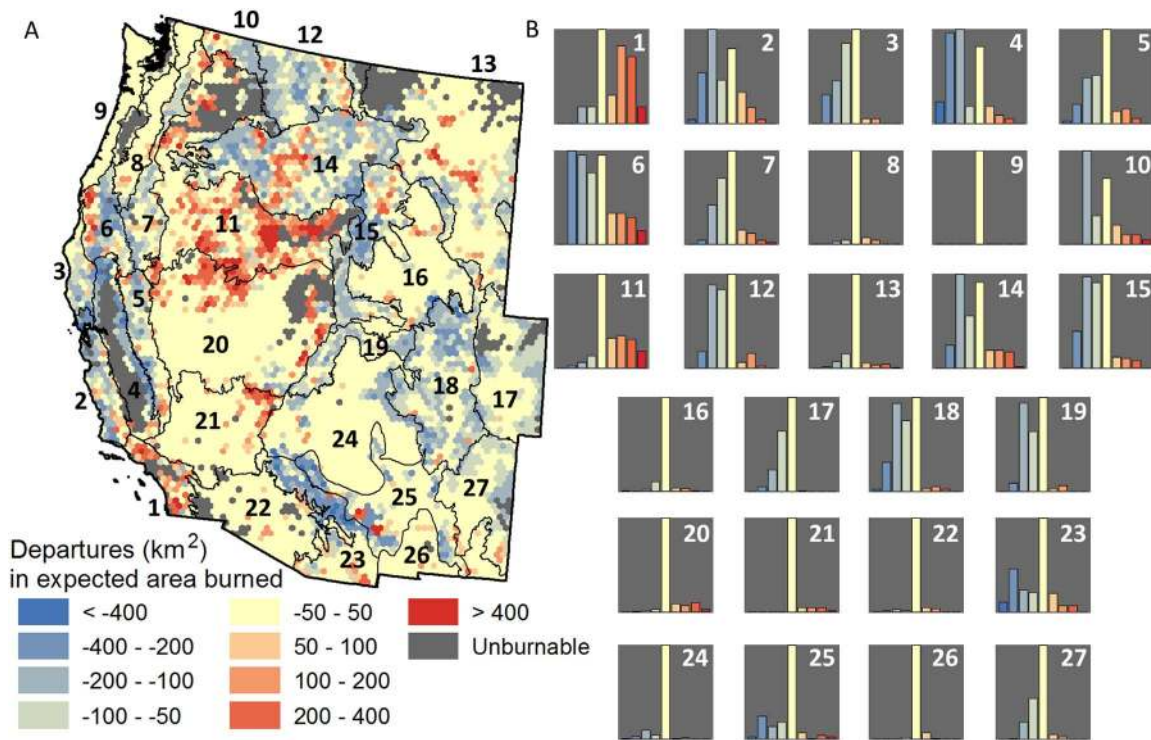 A
10
12
13
9
8
14
7
11
6
15
3
5
16
20
19
4
18
2
17
21
24
25
27
1
22
23
26
Departures (km²)
in expected area burned
< -400
-50 - 50
> 400
-400 - -200
50 - 100
Unburnable
-200 - -100
100 - 200
-100 - -50
200 - 400
B
1 2 3 4 5
6 7 8 9 10
11 12 13 14 15
16 17 18 19
20 21 22 23
24 25 26 27